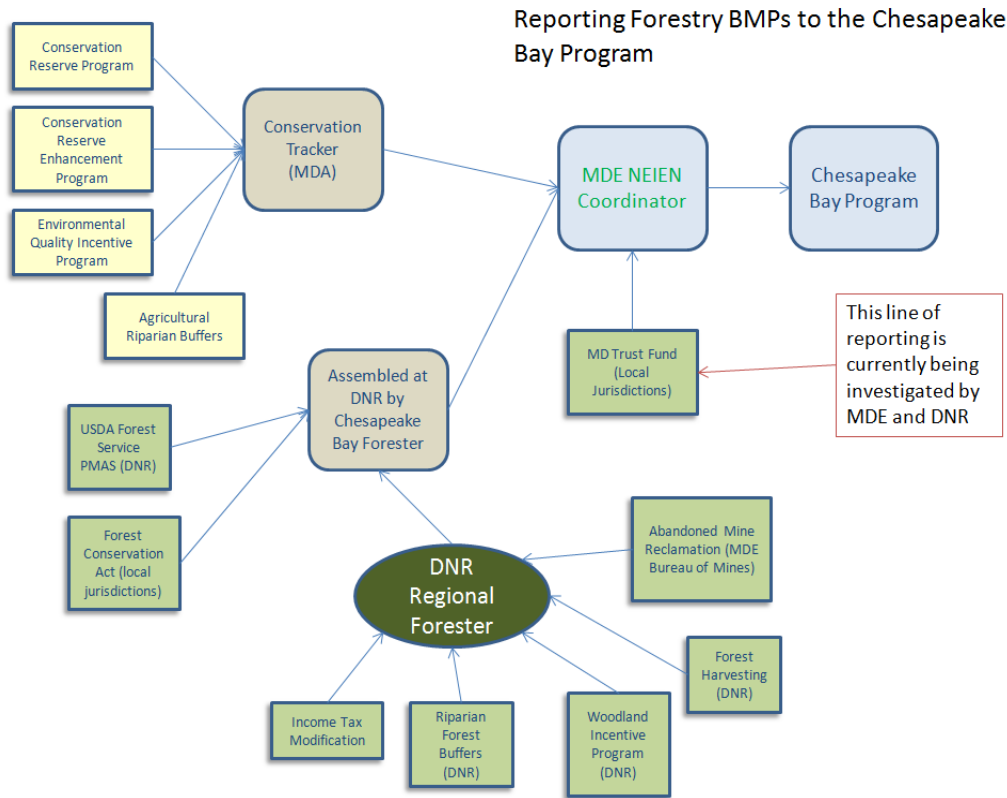 Reporting Forestry BMPs to the Chesapeake
Bay Program
Conservation
Reserve Program
Conservation
Reserve
Enhancement
Program
Environmental
Quality Incentive
Program
Agricultural
Riparian Buffers
Conservation
Tracker
(MDA)
MDE NEIEN
Coordinator
Chesapeake
Bay Program
MD Trust Fund
(Local
Jurisdictions)
This line of
reporting is
currently being
investigated by
MDE and DNR
Assembled at
DNR by
Chesapeake
Bay Forester
USDA Forest
Service
PMAS (DNR)
Forest
Conservation
Act (local
jurisdictions)
DNR
Regional
Forester
Abandoned Mine
Reclamation (MDE
Bureau of Mines)
Forest
Harvesting
(DNR)
Income Tax
Modification
Riparian
Forest
Buffers
(DNR)
Woodland
Incentive
Program
(DNR)